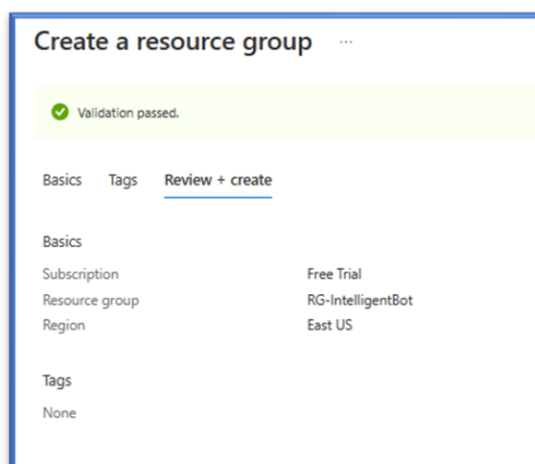 Create a resource group ...
Validation passed.
Basics Tags Review + create
Basics
Subscription Free Trial
Resource group RG-IntelligentBot
Region East US
Tags
None